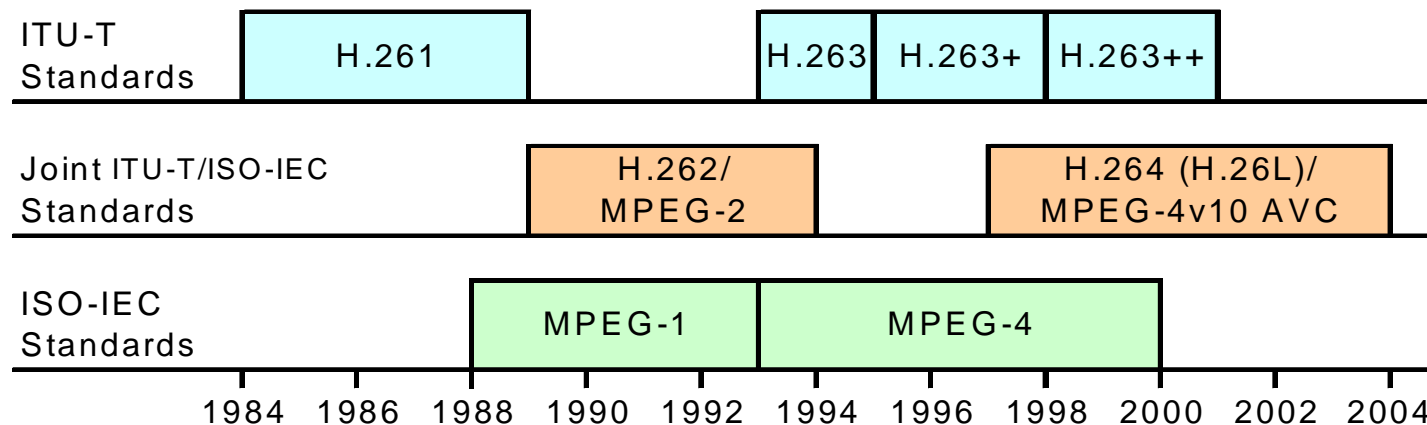 ITU-T
Standards
H.261
H.263
H.263+
H.263++
Joint ITU-T/ISO-IEC
Standards
H.262/
MPEG-2
H.264 (H.26L)/
MPEG-4v10 AVC
ISO-IEC
Standards
MPEG-1
MPEG-4
1984 1986 1988 1990 1992 1994 1996 1998 2000 2002 2004